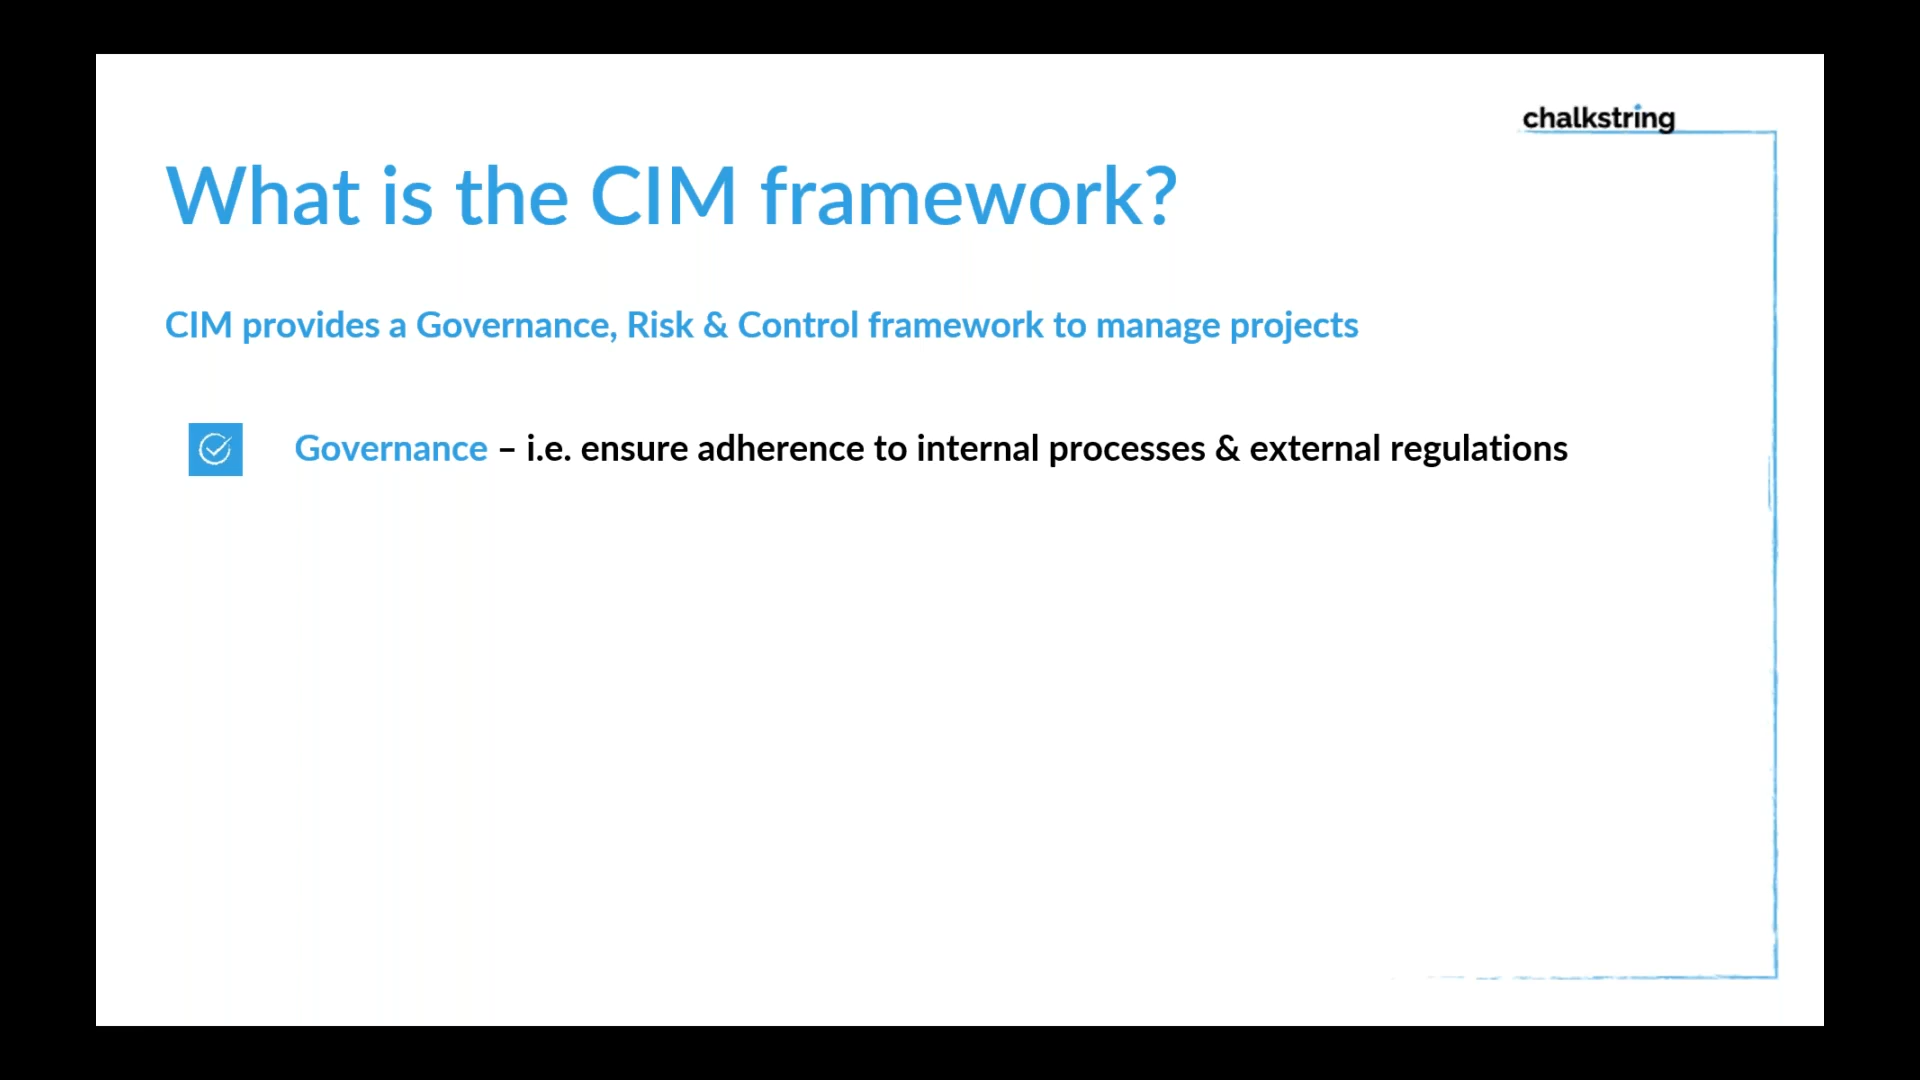 chalkstring
What is the CIM framework?
CIM provides a Governance, Risk & Control framework to manage projects
Governance – i.e. ensure adherence to internal processes & external regulations